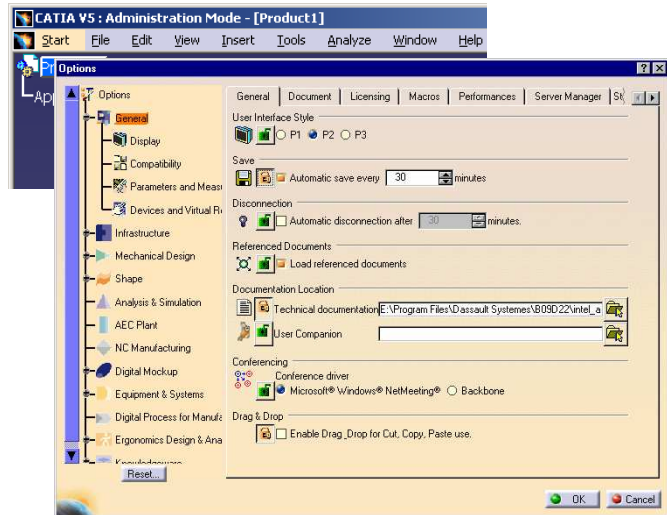 CATIA V5 : Administration Mode - [Product1]
Start File Edit View Insert Tools Analyze Window Help
Pr
App
Options
Options
General
Display
Compatibility
Parameters and Measu
Devices and Virtual Re
Infrastructure
Mechanical Design
Shape
Analysis & Simulation
AEC Plant
NC Manufacturing
Digital Mockup
Equipment & Systems
Digital Process for Manufa
Ergonomics Design & Ana
Knowledgeware
Reset...
General Document Licensing Macros Performances Server Manager
User Interface Style
P1 P2 P3
Save
Automatic save every 30 minutes
Disconnection
Automatic disconnection after 30 minutes.
Referenced Documents
Load referenced documents
Documentation Location
Technical documentation E:\Program Files\Dassault Systemes\B09D22\intel_a
User Companion
Conferencing
Conference driver
Microsoft® Windows® NetMeeting® Backbone
Drag & Drop
Enable Drag_Drop for Cut, Copy, Paste use.
OK Cancel